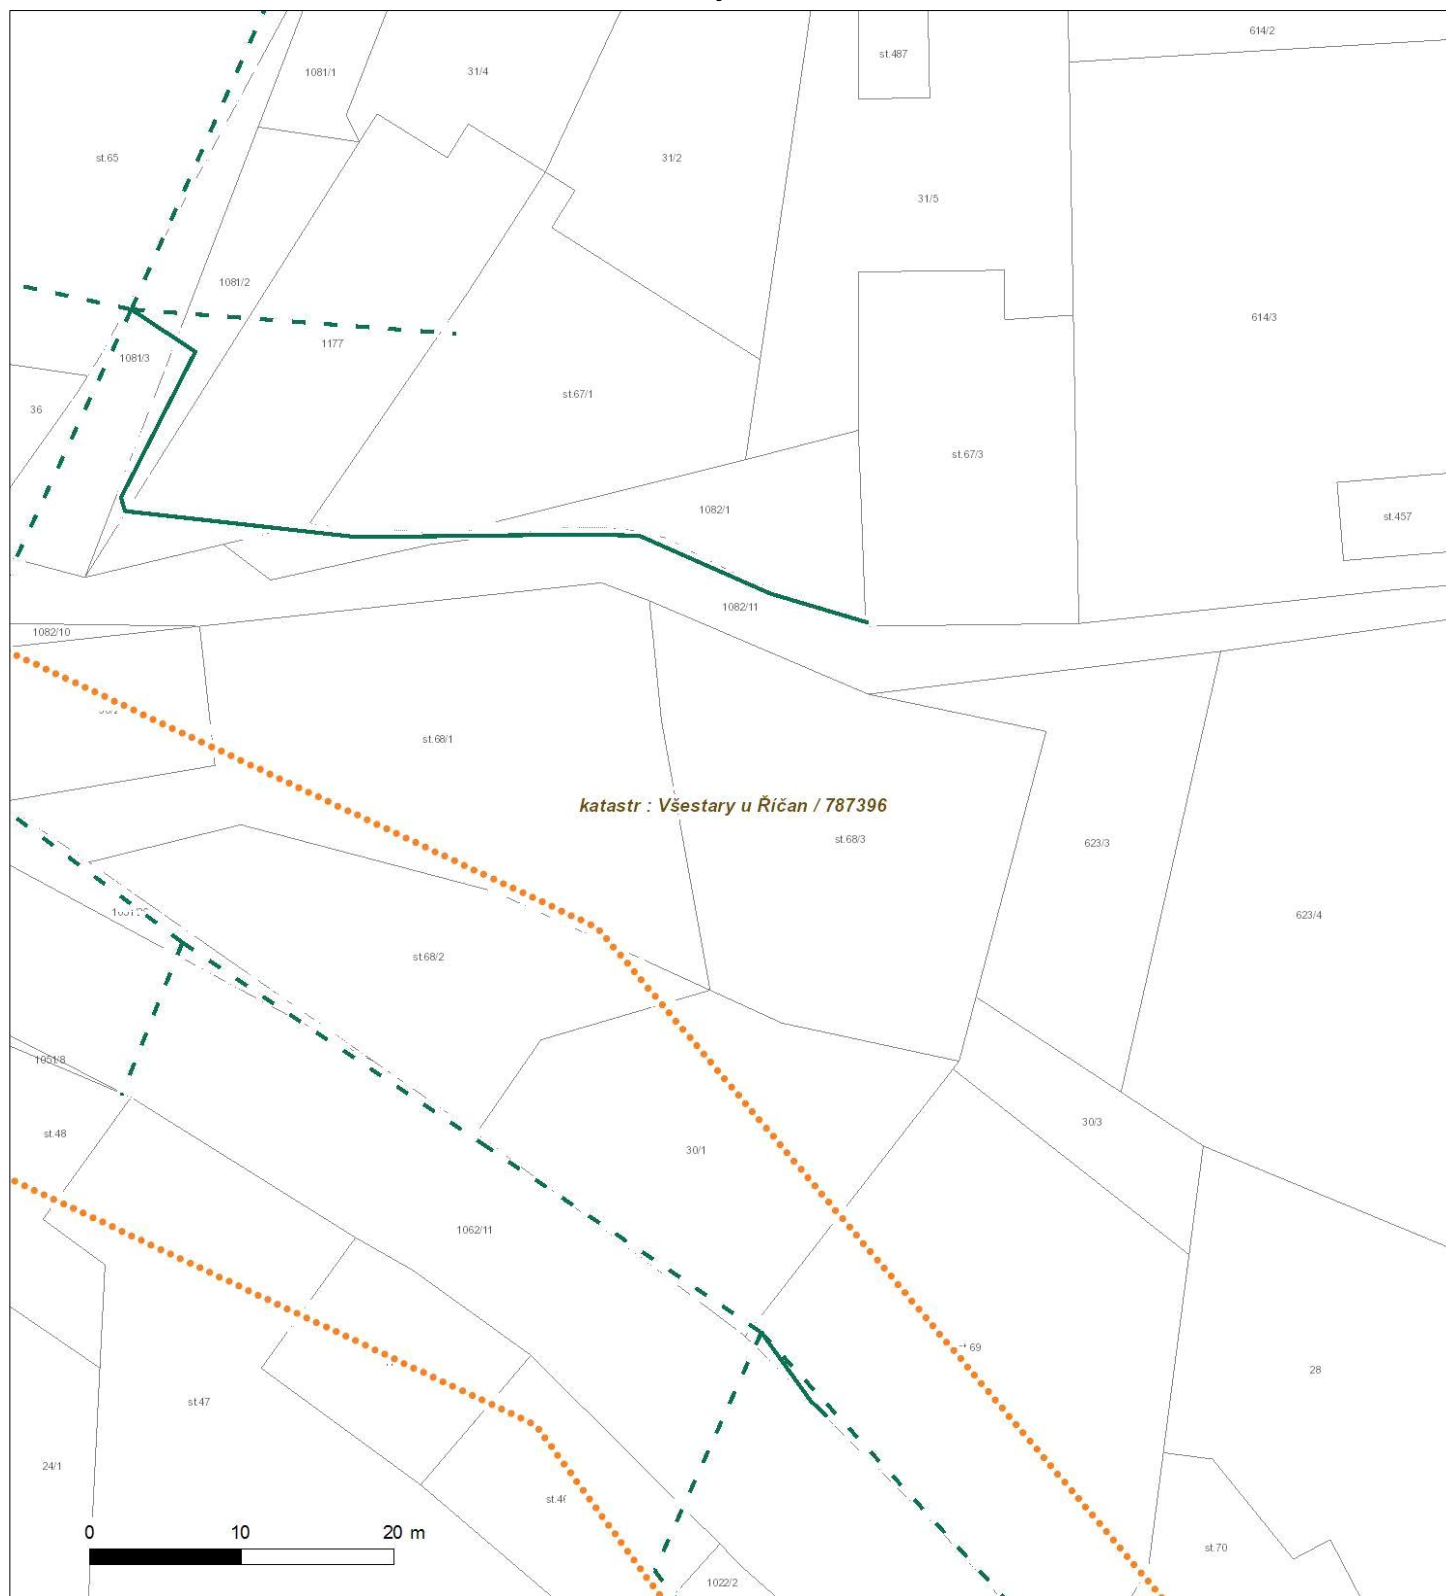 614/2
st.487
1081/1
31/4
st.65
31/2
31/5
1081/2
614/3
1177
1081/3
st.67/1
36
st.67/3
1082/1
st.457
1082/11
1082/10
st.68/1
katastr : Všestary u Říčan / 787396
st.68/3
623/3
623/4
st.68/2
1051/8
30/3
st.48
30/1
1062/11
69
28
st.47
24/1
st.70
0 10 20 m
1022/2